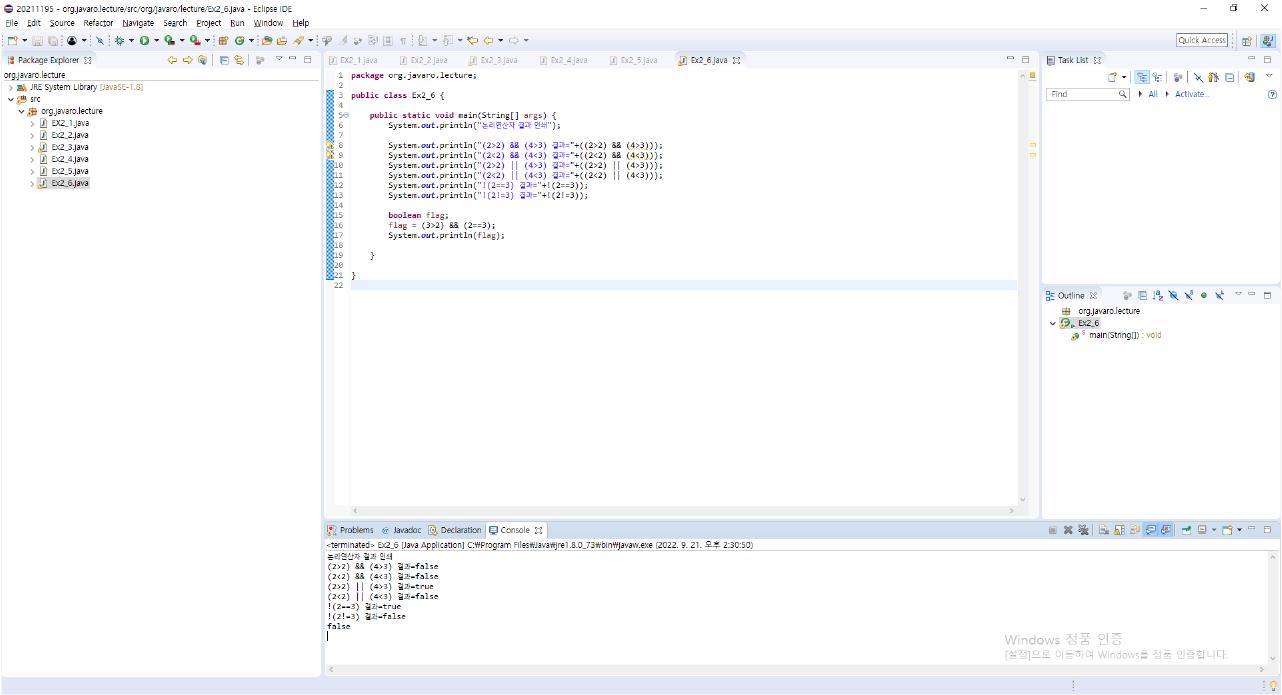 20211195 - org.javaro.lecture/src/org/javaro/lecture/Ex2_6.java - Eclipse IDE
File Edit Source Refactor Navigate Search Project Run Window Help
Quick Access
Package Explorer
org.javaro.lecture
JRE System Library [JavaSE-1.8]
src
org.javaro.lecture
EX2_1.java
Ex2_2.java
Ex2_3.java
Ex2_4.java
Ex2_5.java
Ex2_6.java
EX2_1.java Ex2_2.java Ex2_3.java Ex2_4.java Ex2_5.java Ex2_6.java
1 package org.javaro.lecture;
2
3 public class Ex2_6 {
4
5 public static void main(String[] args) {
6 System.out.println("논리연산자 결과 인쇄");
7
8 System.out.println("(2>2) && (4>3) 결과="+((2>2) && (4>3)));
9 System.out.println("(2<2) && (4<3) 결과="+((2<2) && (4<3)));
10 System.out.println("(2>2) || (4>3) 결과="+((2>2) || (4>3)));
11 System.out.println("(2<2) || (4<3) 결과="+((2<2) || (4<3)));
12 System.out.println("!(2==3) 결과="+!(2==3));
13 System.out.println("!(2!=3) 결과="+!(2!=3));
14
15 boolean flag;
16 flag = (3>2) && (2==3);
17 System.out.println(flag);
18
19 }
20
21 }
22
Task List
Find All Activate...
Outline
org.javaro.lecture
Ex2_6
main(String[]) : void
Problems Javadoc Declaration Console
<terminated> Ex2_6 [Java Application] C:₩Program Files₩Java₩jre1.8.0_73₩bin₩javaw.exe (2022. 9. 21. 오후 2:30:50)
논리연산자 결과 인쇄
(2>2) && (4>3) 결과=false
(2<2) && (4<3) 결과=false
(2>2) || (4>3) 결과=true
(2<2) || (4<3) 결과=false
!(2==3) 결과=true
!(2!=3) 결과=false
false
Windows 정품 인증
[설정]으로 이동하여 Windows를 정품 인증합니다.